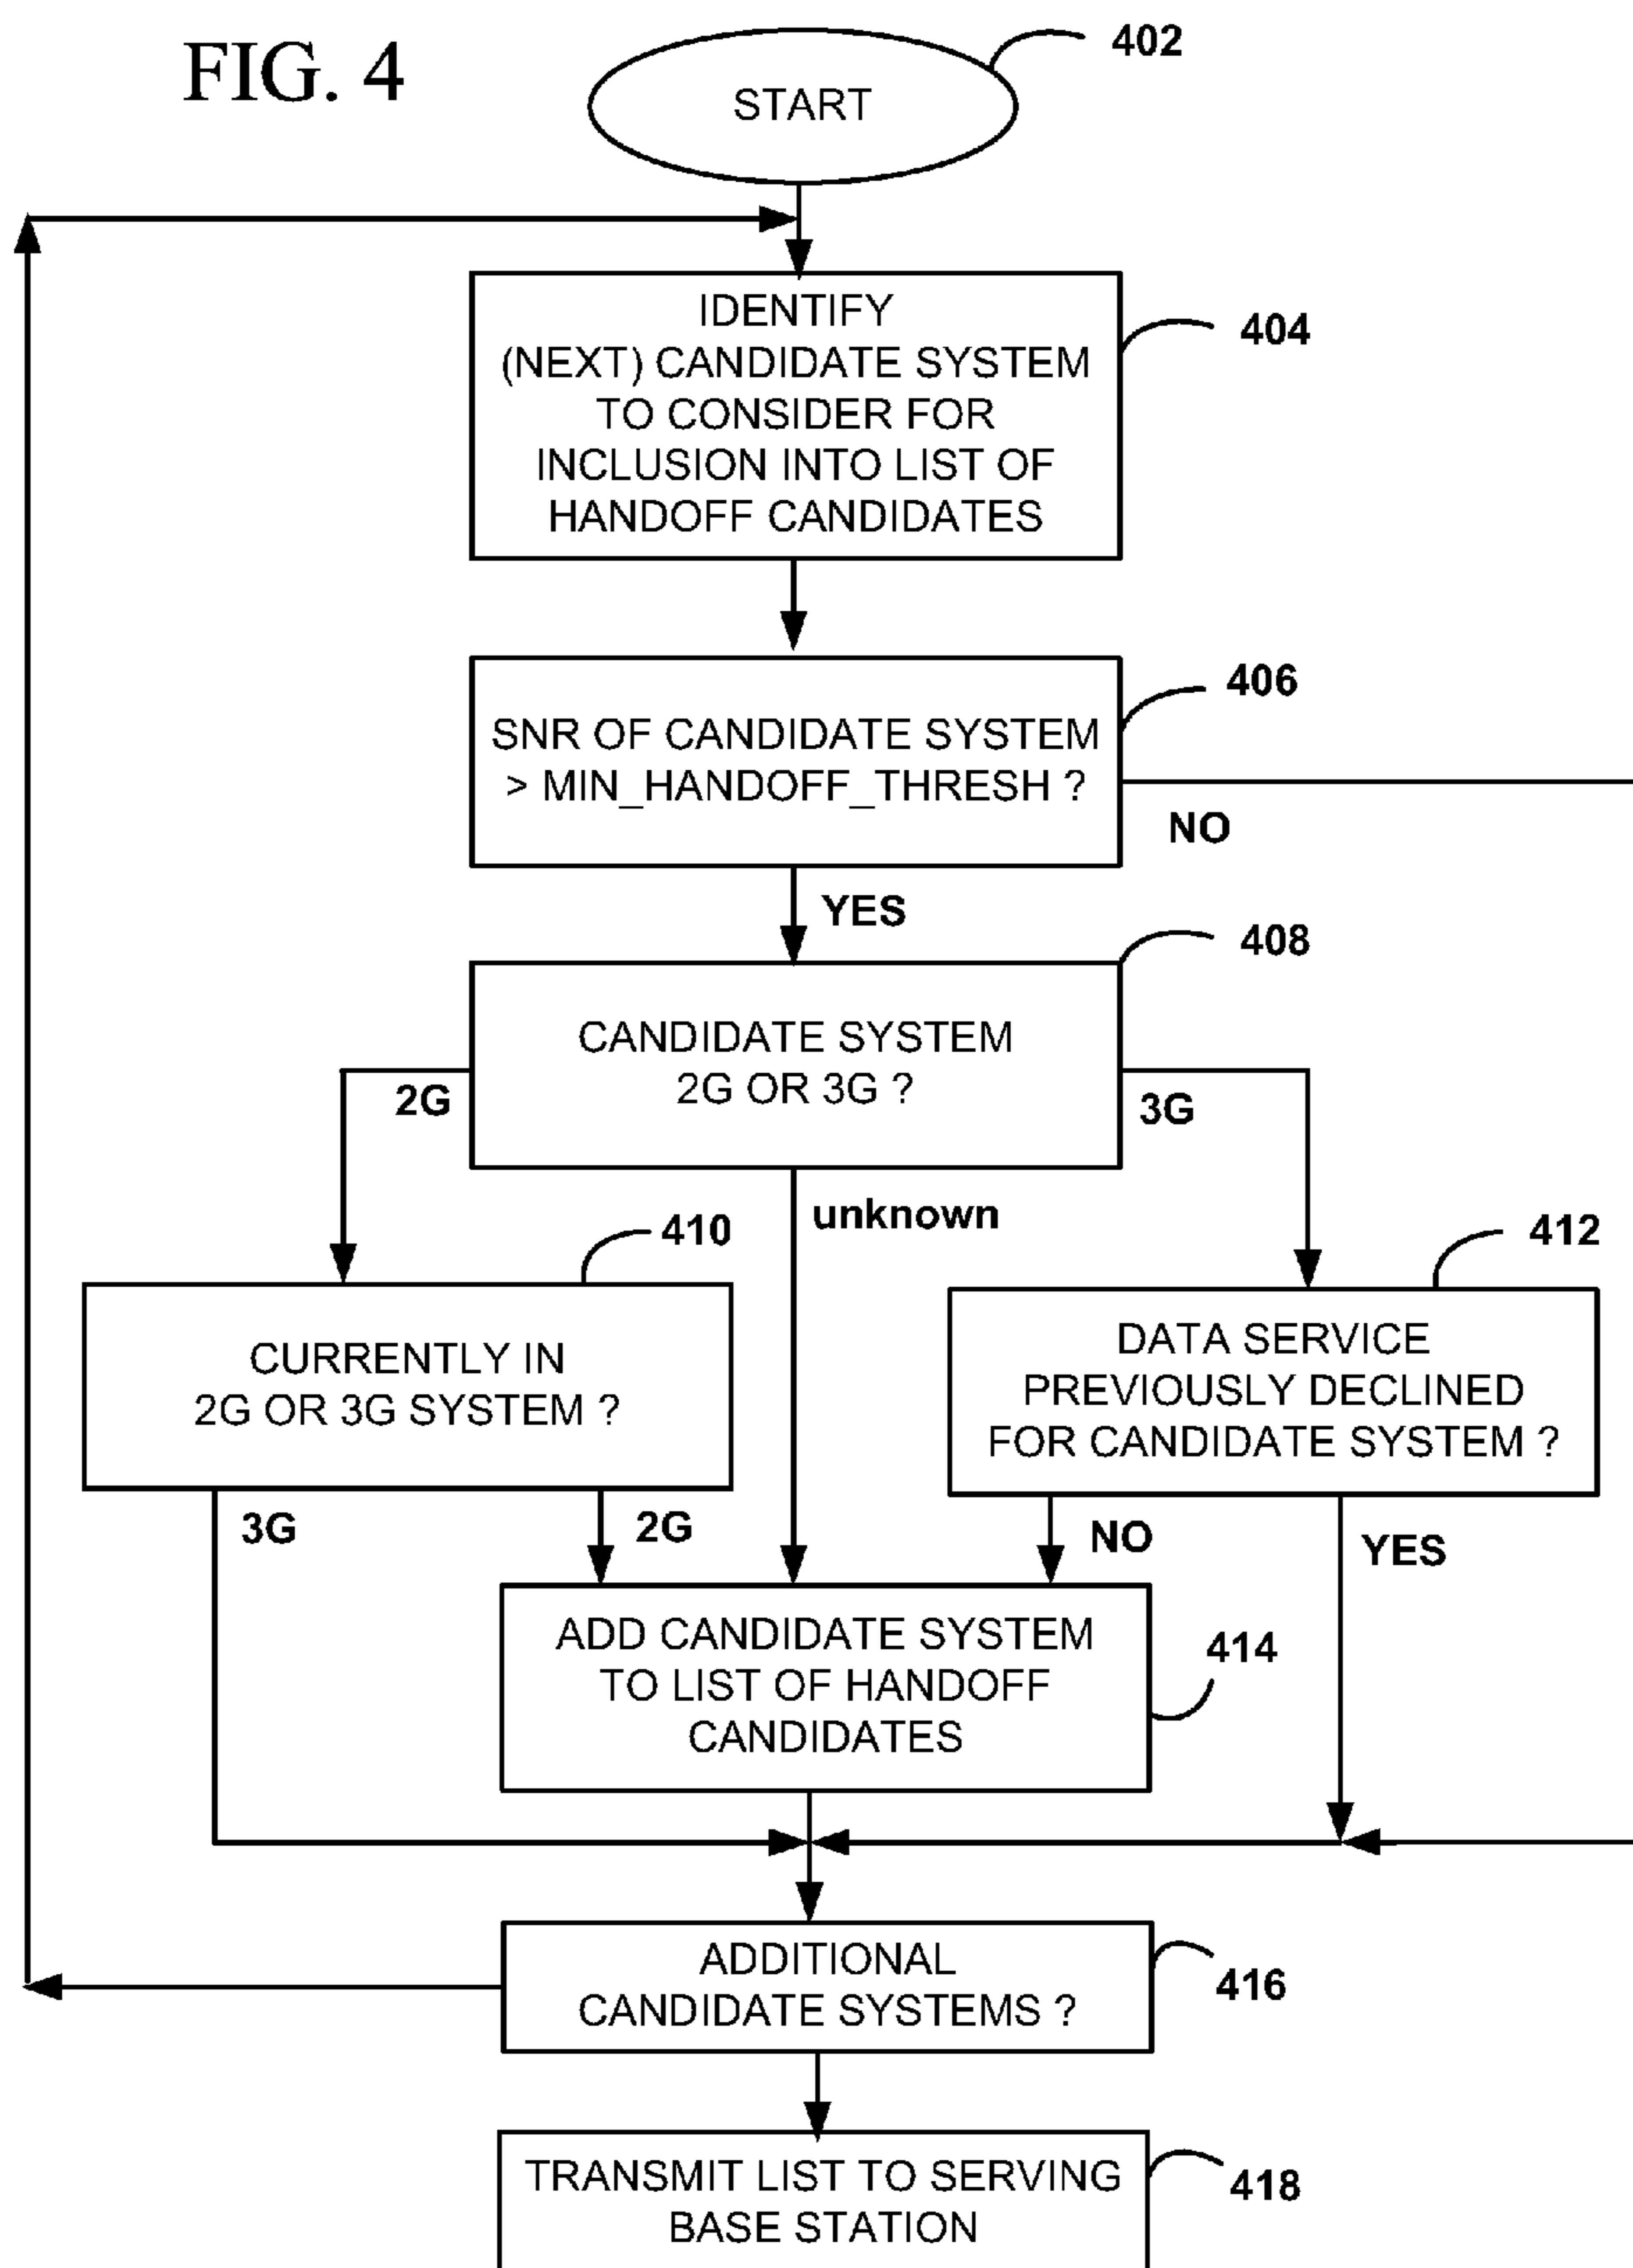 FIG. 4
402
START
IDENTIFY
(NEXT) CANDIDATE SYSTEM
TO CONSIDER FOR
INCLUSION INTO LIST OF
HANDOFF CANDIDATES
404
406
SNR OF CANDIDATE SYSTEM
> MIN_HANDOFF_THRESH ?
NO
YES
408
CANDIDATE SYSTEM
2G OR 3G ?
2G
3G
unknown
410
412
CURRENTLY IN
2G OR 3G SYSTEM ?
DATA SERVICE
PREVIOUSLY DECLINED
FOR CANDIDATE SYSTEM ?
3G
2G
NO
YES
ADD CANDIDATE SYSTEM
TO LIST OF HANDOFF
CANDIDATES
414
ADDITIONAL
CANDIDATE SYSTEMS ?
416
TRANSMIT LIST TO SERVING
BASE STATION
418